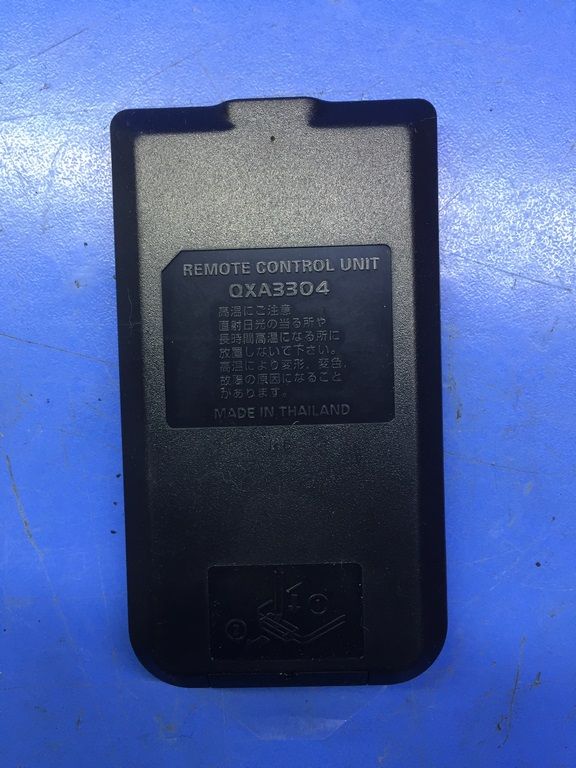 REMOTE CONTROL UNIT
QXA3304
高温にご注意
直射日光の当る所や
長時間高温になる所に
放置しないで下さい。
高温により変形、変色、
故障の原因になること
があります。
MADE IN THAILAND